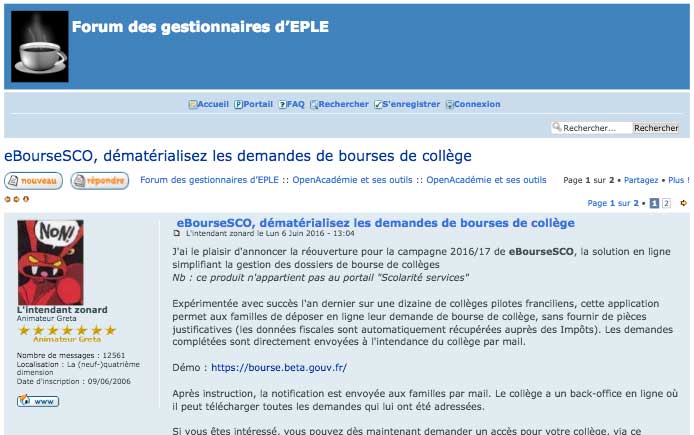 Forum des gestionnaires d'EPLE
Accueil Portail FAQ Rechercher S'enregistrer Connexion
Rechercher... Rechercher
eBourseSCO, dématérialisez les demandes de bourses de collège
nouveau répondre Forum des gestionnaires d'EPLE :: OpenAcadémie et ses outils :: OpenAcadémie et ses outils Page 1 sur 2 • Partagez • Plus !
Page 1 sur 2 • 1 2
NON!
L'intendant zonard
Animateur Greta
Animateur Greta
Nombre de messages : 12561
Localisation : La (neuf-)quatrième
dimension
Date d'inscription : 09/06/2006
www
eBourseSCO, dématérialisez les demandes de bourses de collège
L'intendant zonard le Lun 6 Juin 2016 - 13:04
J'ai le plaisir d'annoncer la réouverture pour la campagne 2016/17 de eBourseSCO, la solution en ligne
simplifiant la gestion des dossiers de bourse de collèges
Nb : ce produit n'appartient pas au portail "Scolarité services"
Expérimentée avec succès l'an dernier sur une dizaine de collèges pilotes franciliens, cette application
permet aux familles de déposer en ligne leur demande de bourse de collège, sans fournir de pièces
justificatives (les données fiscales sont automatiquement récupérées auprès des Impôts). Les demandes
complétées sont directement envoyées à l'intendance du collège par mail.
Démo : https://bourse.beta.gouv.fr/
Après instruction, la notification est envoyée aux familles par mail. Le collège a un back-office en ligne où
il peut télécharger toutes les demandes qui lui ont été adressées.
Si vous êtes intéressé, vous pouvez dès maintenant demander un accès pour votre collège, via ce